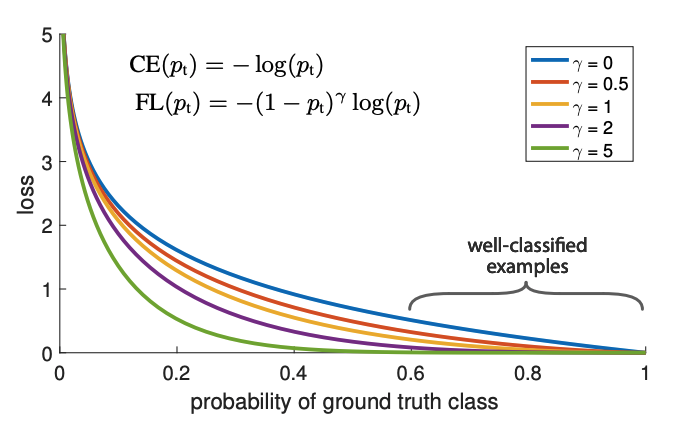 CE(pₜ) = − log(pₜ)
FL(pₜ) = −(1 − pₜ)^γ log(pₜ)
γ = 0
γ = 0.5
γ = 1
γ = 2
γ = 5
well-classified
examples
loss
5
4
3
2
1
0
0
0.2
0.4
0.6
0.8
1
probability of ground truth class